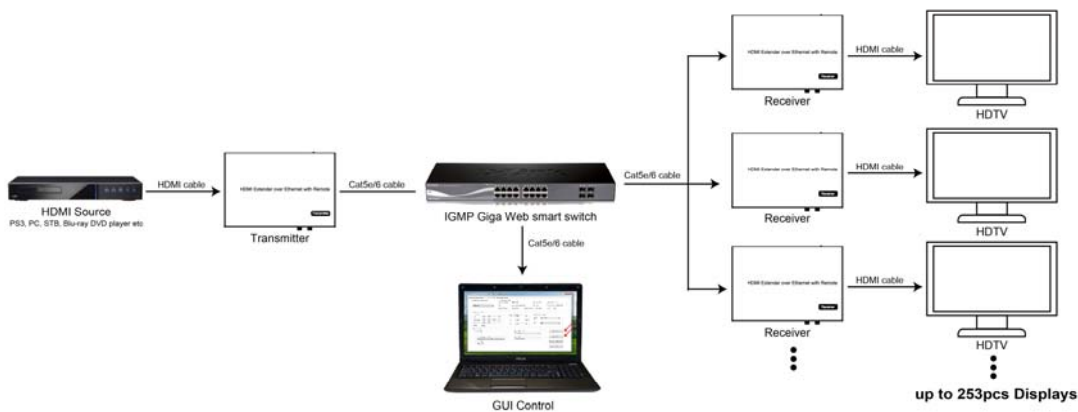 HDMI Source
PS3, PC, STB, Blu-ray DVD player etc
HDMI cable
HDMI Extender over Ethernet with Remote
Transmitter
Transmitter
Cat5e/6 cable
IGMP Giga Web smart switch
Cat5e/6 cable
GUI Control
Cat5e/6 cable
HDMI Extender over Ethernet with Remote
Receiver
Receiver
HDMI cable
HDTV
HDMI Extender over Ethernet with Remote
Receiver
Receiver
HDMI cable
HDTV
HDMI Extender over Ethernet with Remote
Receiver
Receiver
HDMI cable
HDTV
up to 253pcs Displays